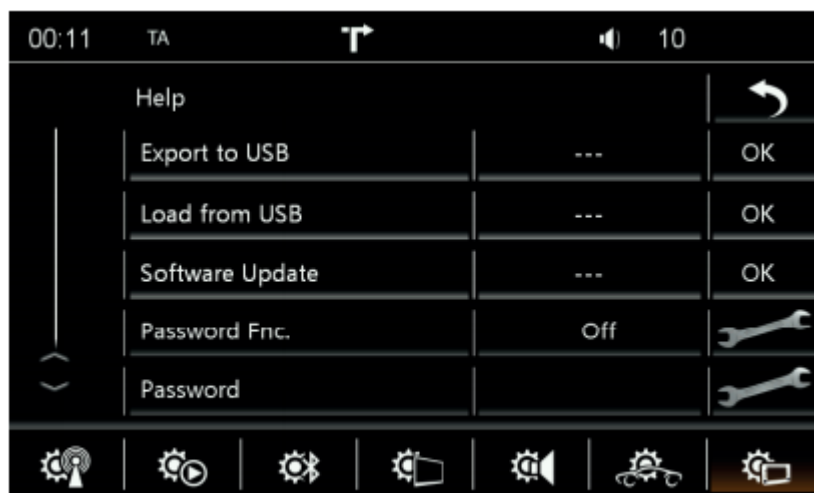 00:11 TA 10
Help
Export to USB --- OK
Load from USB --- OK
Software Update --- OK
Password Fnc. Off
Password